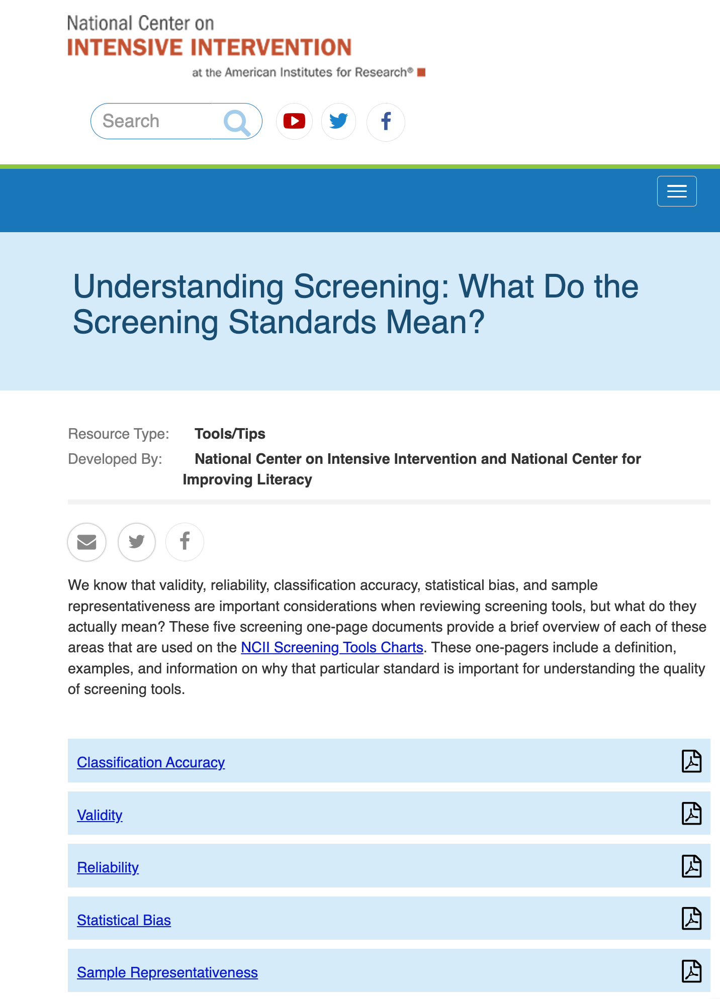 National Center on
INTENSIVE INTERVENTION
at the American Institutes for Research®
Search
Understanding Screening: What Do the
Screening Standards Mean?
Resource Type: Tools/Tips
Developed By: National Center on Intensive Intervention and National Center for
Improving Literacy
We know that validity, reliability, classification accuracy, statistical bias, and sample
representativeness are important considerations when reviewing screening tools, but what do they
actually mean? These five screening one-page documents provide a brief overview of each of these
areas that are used on the NCII Screening Tools Charts. These one-pagers include a definition,
examples, and information on why that particular standard is important for understanding the quality
of screening tools.
Classification Accuracy
Validity
Reliability
Statistical Bias
Sample Representativeness